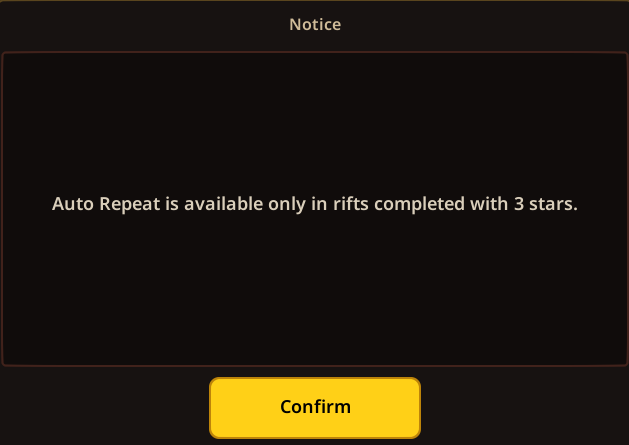 Notice
Auto Repeat is available only in rifts completed with 3 stars.
Confirm